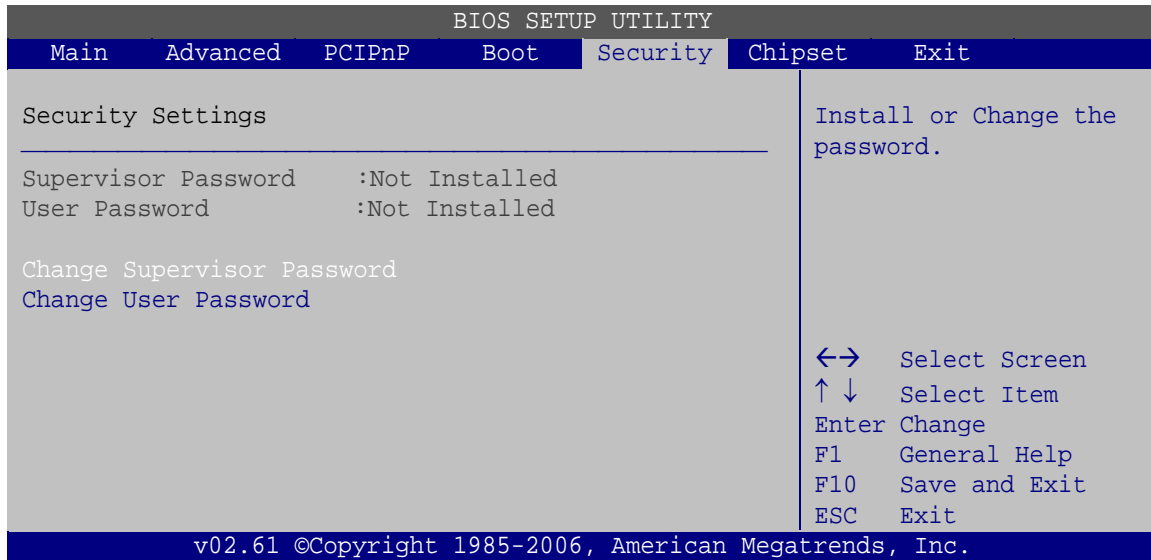 BIOS SETUP UTILITY
Main Advanced PCIPnP Boot Security Chipset Exit
Security Settings
Supervisor Password :Not Installed
User Password :Not Installed
Change Supervisor Password
Change User Password
Install or Change the
password.
←→ Select Screen
↑ ↓ Select Item
Enter Change
F1 General Help
F10 Save and Exit
ESC Exit
v02.61 ©Copyright 1985-2006, American Megatrends, Inc.